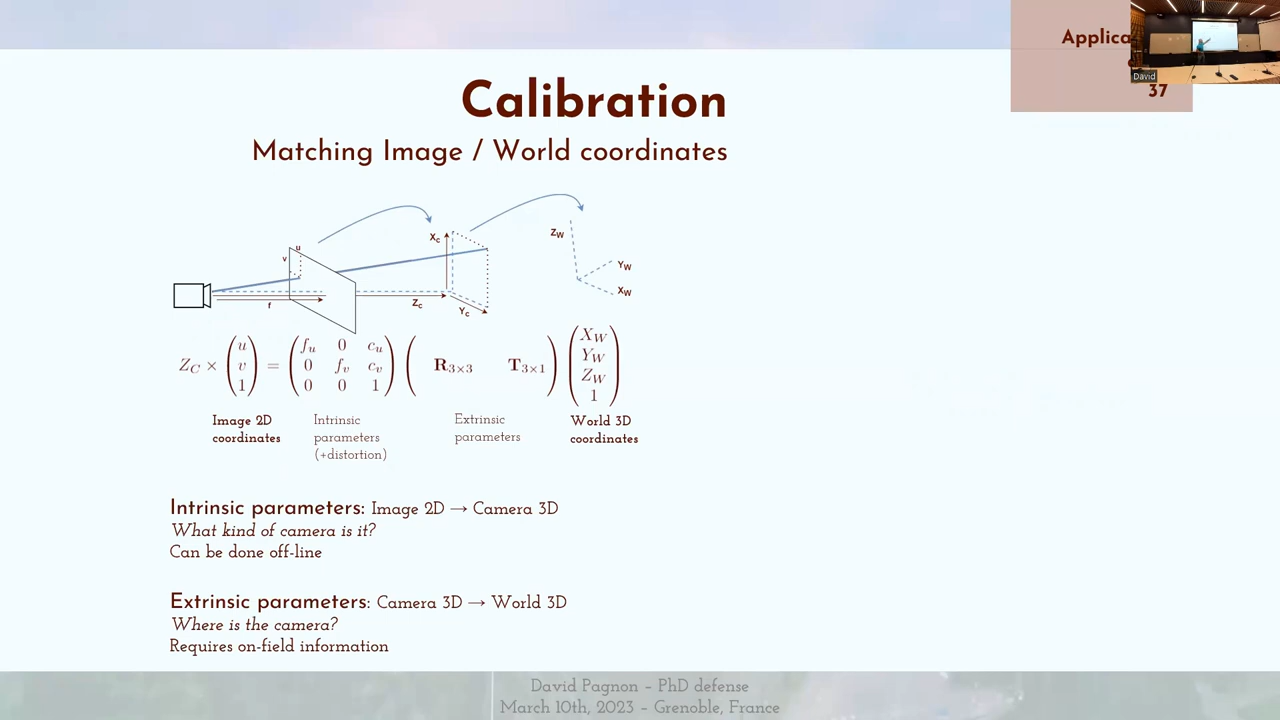 Applica
David
37
Calibration
Matching Image / World coordinates
u
v
f
X_c
Z_c
Y_c
Z_W
Y_W
X_W
Z_C × (u v 1) = (f_u 0 c_u 0 f_v c_v 0 0 1) (R_{3×3} T_{3×1}) (X_W Y_W Z_W 1)
Image 2D
coordinates
Intrinsic
parameters
(+distortion)
Extrinsic
parameters
World 3D
coordinates
Intrinsic parameters: Image 2D → Camera 3D
What kind of camera is it?
Can be done off-line
Extrinsic parameters: Camera 3D → World 3D
Where is the camera?
Requires on-field information
David Pagnon – PhD defense
March 10th, 2023 – Grenoble, France